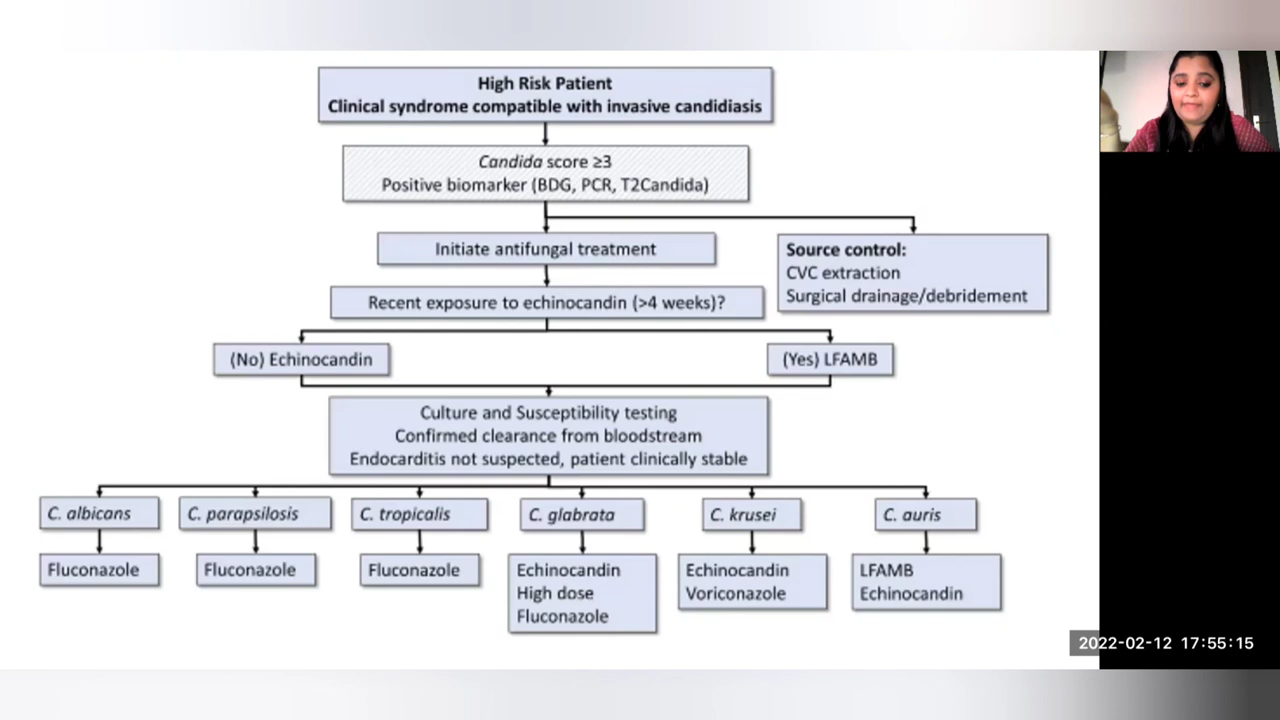 High Risk Patient
Clinical syndrome compatible with invasive candidiasis
Candida score ≥3
Positive biomarker (BDG, PCR, T2Candida)
Initiate antifungal treatment
Source control:
CVC extraction
Surgical drainage/debridement
Recent exposure to echinocandin (>4 weeks)?
(No) Echinocandin
(Yes) LFAMB
Culture and Susceptibility testing
Confirmed clearance from bloodstream
Endocarditis not suspected, patient clinically stable
C. albicans
C. parapsilosis
C. tropicalis
C. glabrata
C. krusei
C. auris
Fluconazole
Fluconazole
Fluconazole
Echinocandin
High dose
Fluconazole
Echinocandin
Voriconazole
LFAMB
Echinocandin
2022-02-12 17:55:15